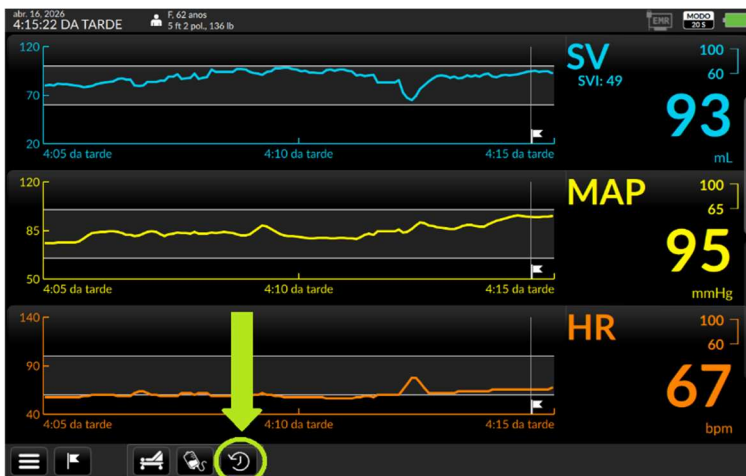 abr. 16, 2026
4:15:22 DA TARDE
F, 62 anos
5 ft 2 pol., 136 lb
EMR
MODO
20 S
120
70
20
4:05 da tarde
4:10 da tarde
4:15 da tarde
SV
SVI: 49
100
60
93
mL
120
85
50
4:05 da tarde
4:10 da tarde
4:15 da tarde
MAP
100
65
95
mmHg
140
90
40
4:05 da tarde
4:10 da tarde
4:15 da tarde
HR
100
60
67
bpm